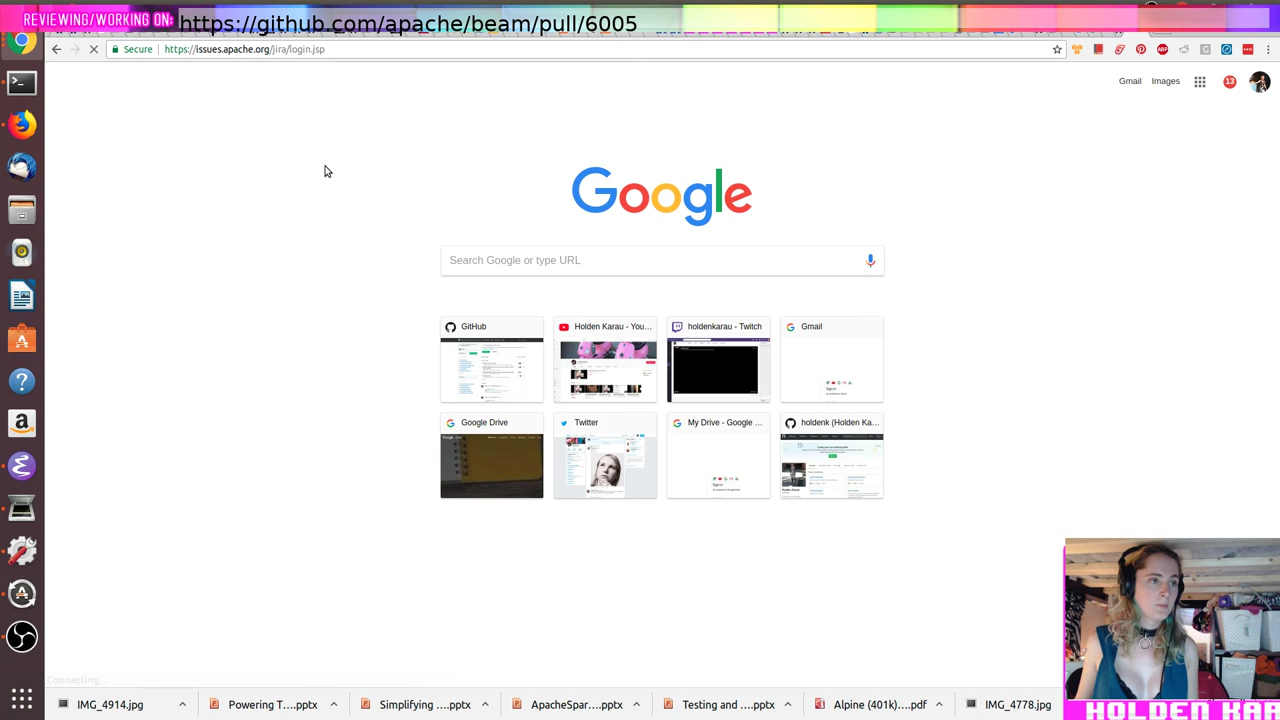 REVIEWING/WORKING ON: https://github.com/apache/beam/pull/6005
Secure https://issues.apache.org/jira/login.jsp
Gmail Images 13
Google
Search Google or type URL
GitHub Holden Karau - You... holdenkarau - Twitch Gmail
Google Drive Twitter My Drive - Google ... holdenk (Holden Ka...
Connecting...
IMG_4914.jpg Powering T....pptx Simplifying ....pptx ApacheSpar....pptx Testing and ....pptx Alpine (401k)....pdf IMG_4778.jpg
HOLDEN KAR